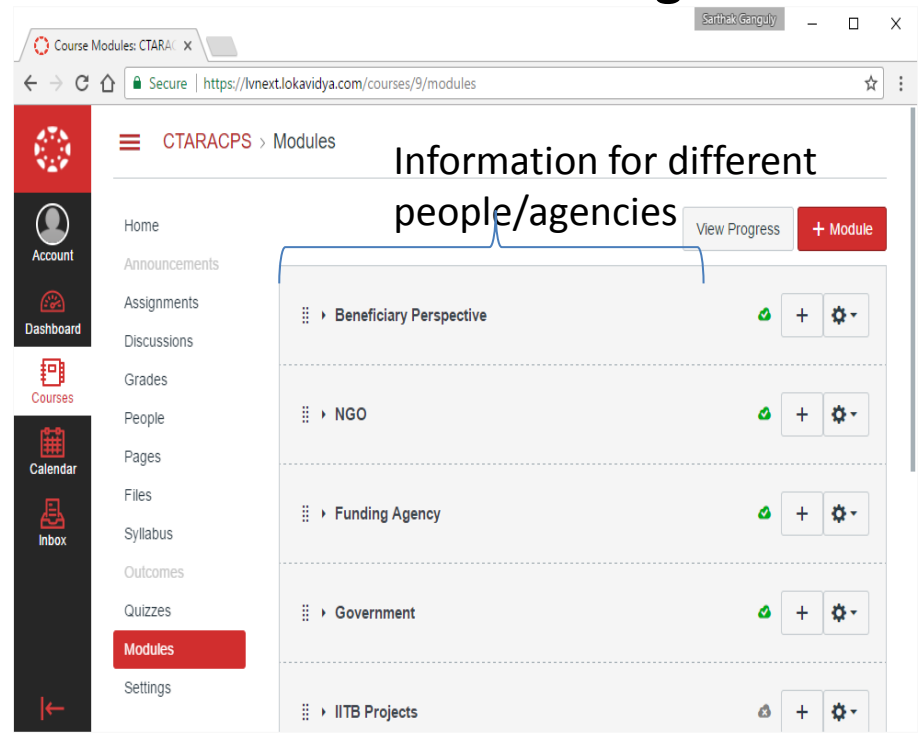 Sarthak Ganguly
Course Modules: CTARAC
Secure | https://lvnext.lokavidya.com/courses/9/modules
CTARACPS > Modules
Information for different
people/agencies
View Progress
+ Module
Account
Dashboard
Courses
Calendar
Inbox
Home
Announcements
Assignments
Discussions
Grades
People
Pages
Files
Syllabus
Outcomes
Quizzes
Modules
Settings
Beneficiary Perspective
NGO
Funding Agency
Government
IITB Projects